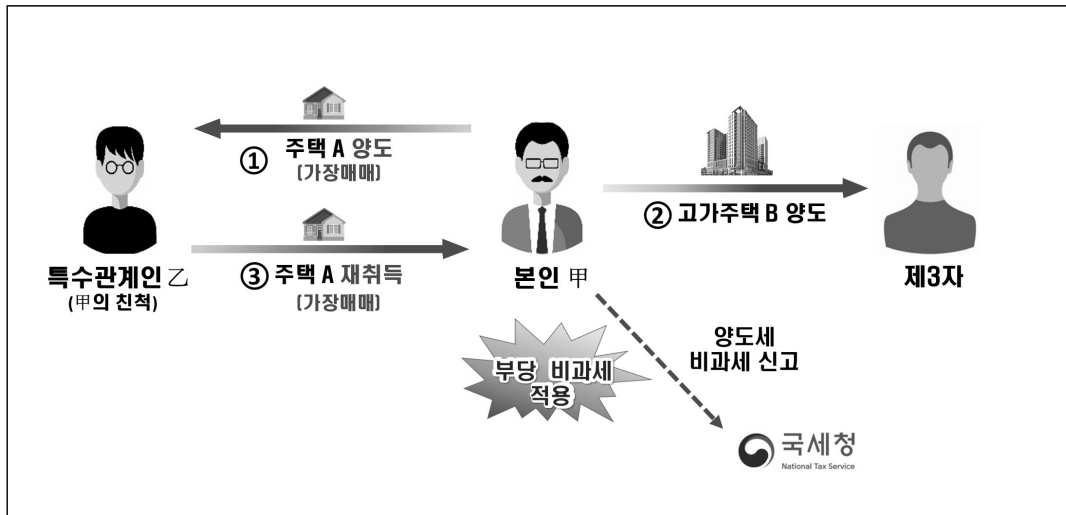 ① 주택 A 양도
(가장매매)
② 고가주택 B 양도
특수관계인 乙
(甲의 친척)
③ 주택 A 재취득
(가장매매)
본인 甲
제3자
부당 비과세
적용
양도세
비과세 신고
국세청
National Tax Service